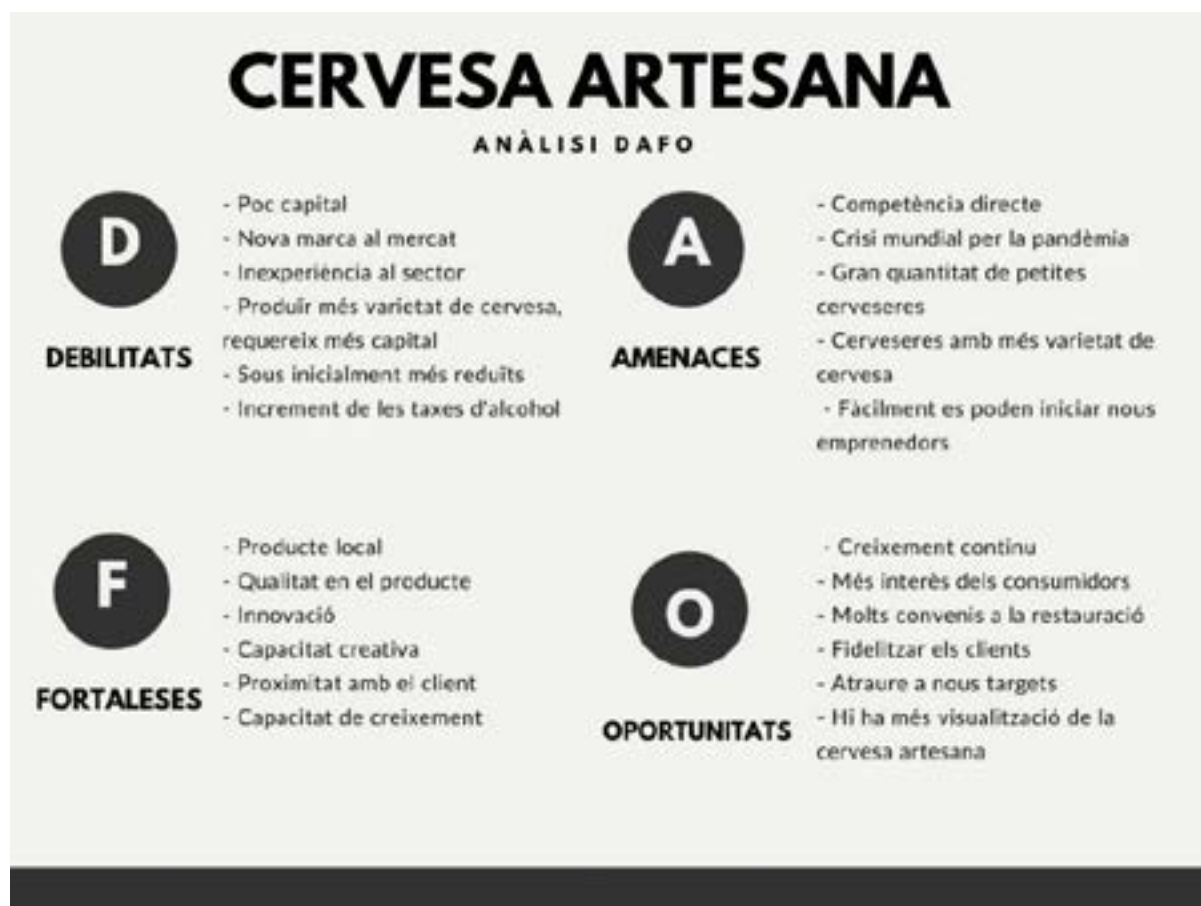 CERVESA ARTESANA
ANÀLISI DAFO
D
DEBILITATS
- Poc capital
- Nova marca al mercat
- Inexperiència al sector
- Produïr més varietat de cervesa,
requereix més capital
- Sous inicialment més reduïts
- Increment de les taxes d'alcohol
A
AMENACES
- Competència directe
- Crisi mundial per la pandèmia
- Gran quantitat de petites
cerveseres
- Cerveseres amb més varietat de
cervesa
- Fàcilment es poden iniciar nous
emprenedors
F
FORTALESES
- Producte local
- Qualitat en el producte
- Innovació
- Capacitat creativa
- Proximitat amb el client
- Capacitat de creixement
O
OPORTUNITATS
- Creixement continu
- Més interès dels consumidors
- Molts convenis a la restauració
- Fidelitzar els clients
- Atraure a nous targets
- Hi ha més visualització de la
cervesa artesana